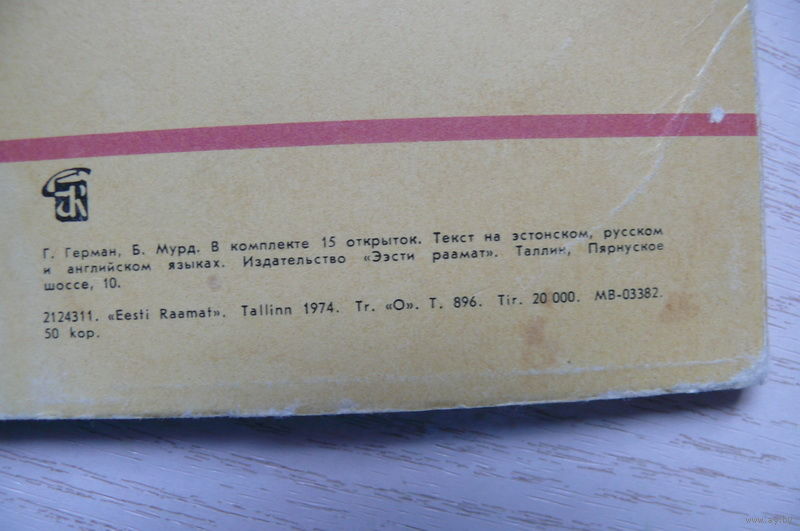 Г. Герман, Б. Мурд. В комплекте 15 открыток. Текст на эстонском, русском
и английском языках. Издательство «Ээсти раамат». Таллин, Пярнуское
шоссе, 10.
2124311. «Eesti Raamat». Tallinn 1974. Tr. «O». T. 896. Tir. 20 000. MB-03382.
50 kop.